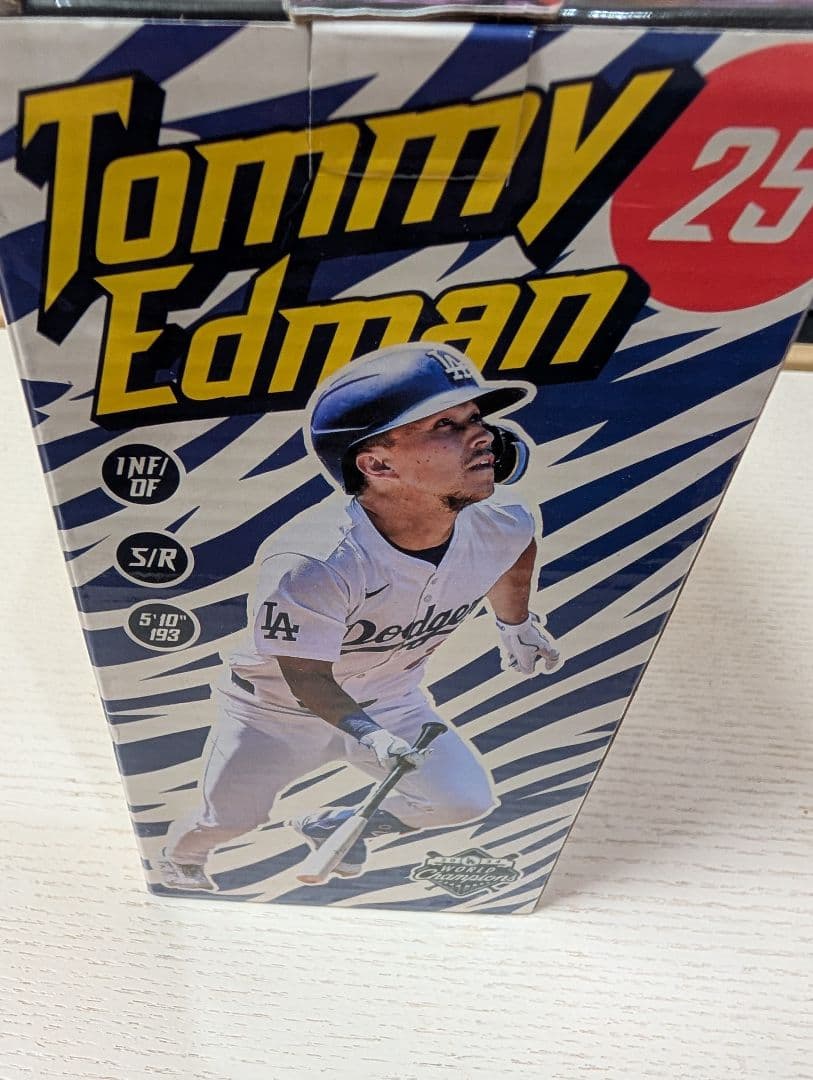 Tommy
25
Edman
LA
INF/
OF
S/R
5'10"
193
LA
Dodgers
WORLD
Champions